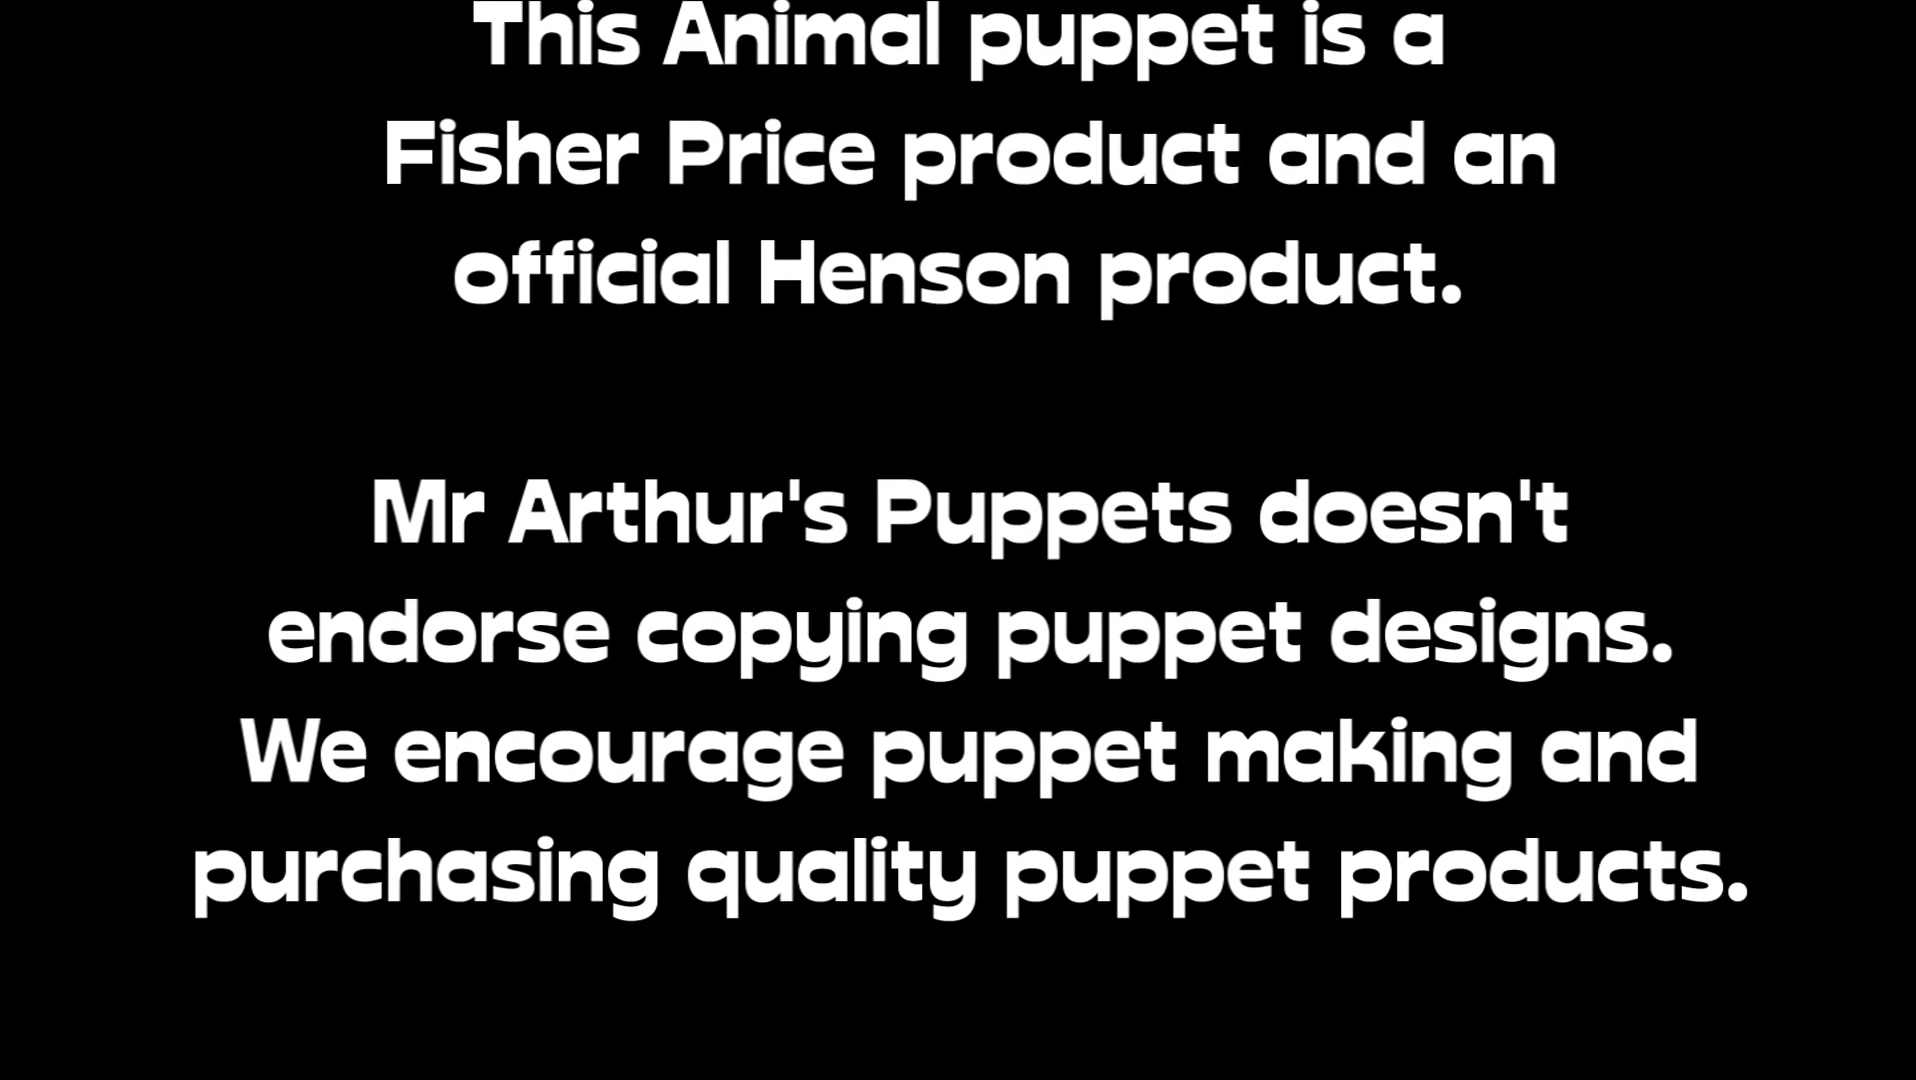 This Animal puppet is a
Fisher Price product and an
official Henson product.
Mr Arthur's Puppets doesn't
endorse copying puppet designs.
We encourage puppet making and
purchasing quality puppet products.